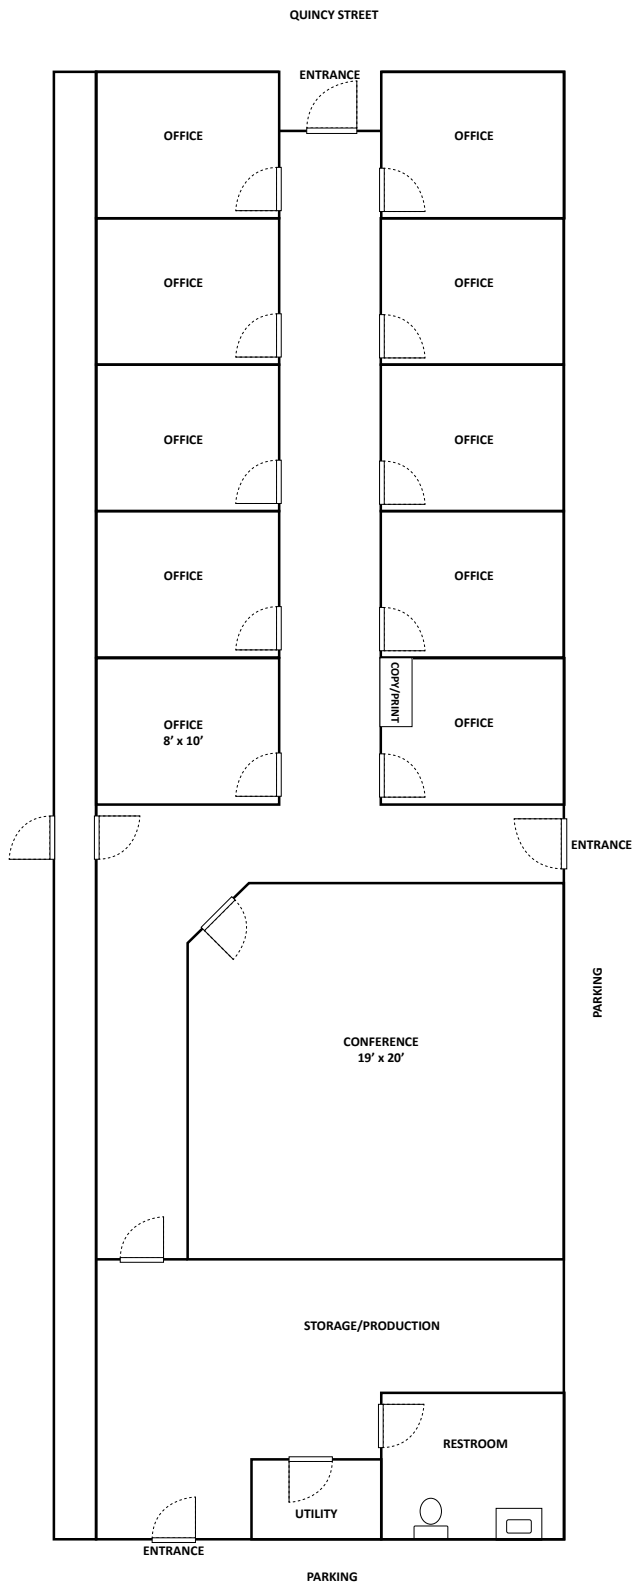 QUINCY STREET
ENTRANCE
OFFICE
OFFICE
OFFICE
OFFICE
OFFICE
OFFICE
OFFICE
OFFICE
COPY/PRINT
OFFICE
8’ x 10’
OFFICE
ENTRANCE
PARKING
CONFERENCE
19’ x 20’
STORAGE/PRODUCTION
RESTROOM
UTILITY
ENTRANCE
PARKING